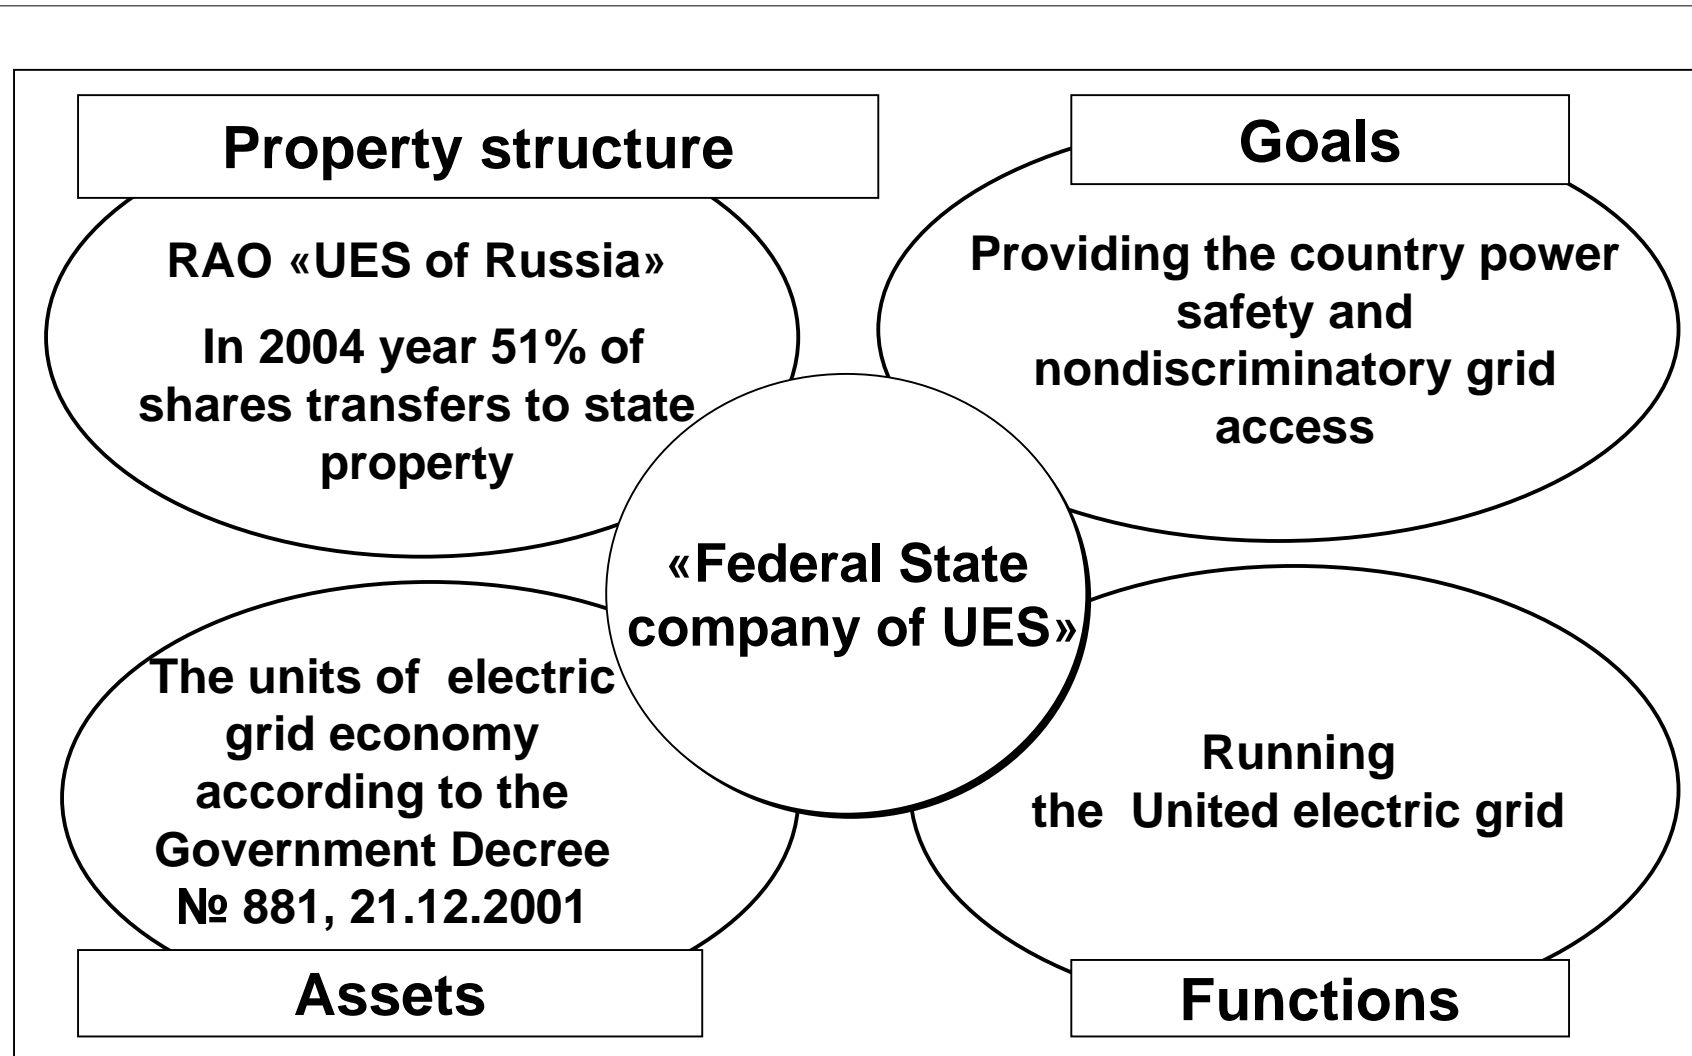 Property structure
RAO «UES of Russia»
In 2004 year 51% of
shares transfers to state
property
Goals
Providing the country power
safety and
nondiscriminatory grid
access
«Federal State
company of UES»
The units of  electric
grid economy
according to the
Government Decree
№ 881, 21.12.2001
Assets
Running
the  United electric grid
Functions